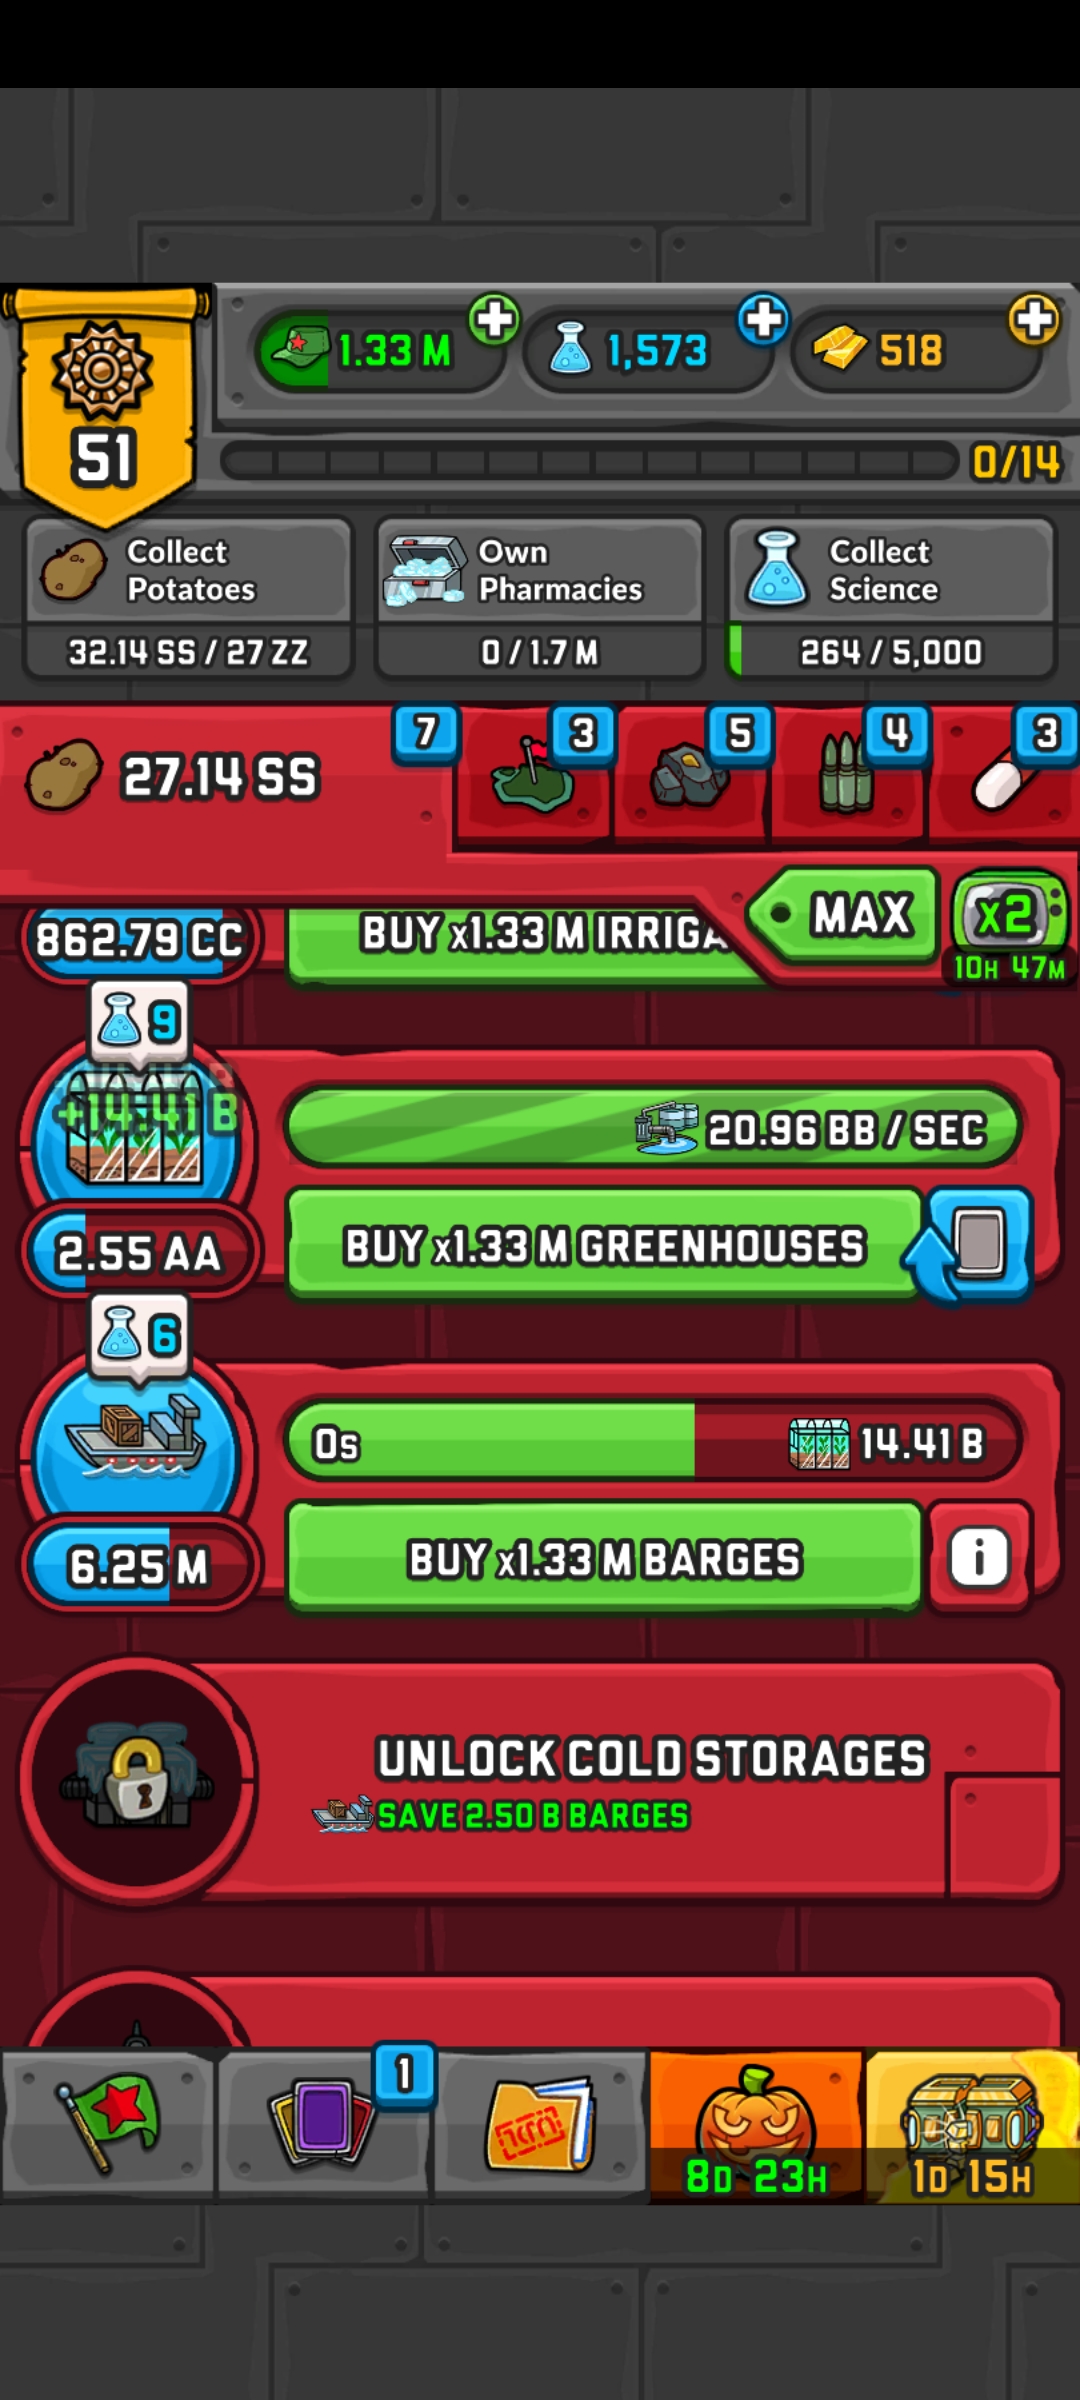 1.33 M
1,573
518
51
0/14
Collect
Potatoes
Own
Pharmacies
Collect
Science
32.14 SS / 27 ZZ
0 / 1.7 M
264 / 5,000
27.14 SS
7
3
5
4
3
MAX
x2
10H 47M
862.79 CC
BUY x1.33 M IRRIGA
9
+14.41 B
20.96 BB / SEC
2.55 AA
BUY x1.33 M GREENHOUSES
6
0s
14.41 B
6.25 M
BUY x1.33 M BARGES
i
UNLOCK COLD STORAGES
SAVE 2.50 B BARGES
1
8D 23H
1D 15H